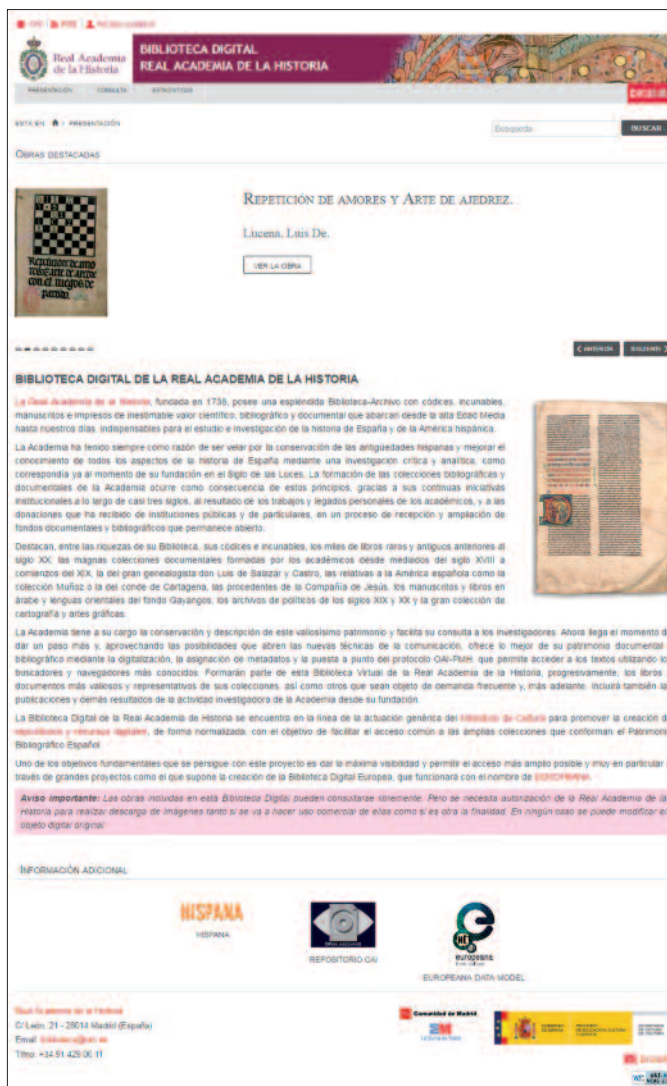 Real Academia
de la Historia
BIBLIOTECA DIGITAL
REAL ACADEMIA DE LA HISTORIA
PRESENTACIÓN CONSULTA ESTADÍSTICAS
ESTÁ EN: > PRESENTACIÓN
Búsqueda BUSCAR
OBRAS DESTACADAS
REPETICIÓN DE AMORES Y ARTE DE AJEDREZ.
Lucena, Luis De.
VER LA OBRA
ANTERIOR SIGUIENTE
BIBLIOTECA DIGITAL DE LA REAL ACADEMIA DE LA HISTORIA
La Real Academia de la Historia, fundada en 1738, posee una espléndida Biblioteca-Archivo con códices, incunables,
manuscritos e impresos de inestimable valor científico, bibliográfico y documental que abarcan desde la alta Edad Media
hasta nuestros días, indispensables para el estudio e investigación de la historia de España y de la América hispánica.
La Academia ha tenido siempre como razón de ser velar por la conservación de las antigüedades hispanas y mejorar el
conocimiento de todos los aspectos de la historia de España mediante una investigación crítica y analítica, como
correspondía ya al momento de su fundación en el Siglo de las Luces. La formación de las colecciones bibliográficas y
documentales de la Academia ocurre como consecuencia de estos principios, gracias a sus continuas iniciativas
institucionales a lo largo de casi tres siglos, al resultado de los trabajos y legados personales de los académicos, y a las
donaciones que ha recibido de instituciones públicas y de particulares, en un proceso de recepción y ampliación de
fondos documentales y bibliográficos que permanece abierto.
Destacan, entre las riquezas de su Biblioteca, sus códices e incunables, los miles de libros raros y antiguos anteriores al
siglo XX, las magnas colecciones documentales formadas por los académicos desde mediados del siglo XVIII a
comienzos del XIX, la del gran genealogista don Luis de Salazar y Castro, las relativas a la América española como la
colección Muñoz o la del conde de Cartagena, las procedentes de la Compañía de Jesús, los manuscritos y libros en
árabe y lenguas orientales del fondo Gayangos, los archivos de políticos de los siglos XIX y XX y la gran colección de
cartografía y artes gráficas.
La Academia tiene a su cargo la conservación y descripción de este valiosísimo patrimonio y facilita su consulta a los investigadores. Ahora llega el momento d
dar un paso más y, aprovechando las posibilidades que abren las nuevas técnicas de la comunicación, ofrece lo mejor de su patrimonio documental
bibliográfico mediante la digitalización, la asignación de metadatos y la puesta a punto del protocolo OAI-PMH, que permite acceder a los textos utilizando lo
buscadores y navegadores más conocidos. Formarán parte de esta Biblioteca Virtual de la Real Academia de la Historia, progresivamente, los libros
documentos más valiosos y representativos de sus colecciones, así como otros que sean objeto de demanda frecuente y, más adelante, incluirá también la
publicaciones y demás resultados de la actividad investigadora de la Academia desde su fundación.
La Biblioteca Digital de la Real Academia de Historia se encuentra en la línea de la actuación genérica del Ministerio de Cultura para promover la creación d
repositorios y recursos digitales, de forma normalizada, con el objetivo de facilitar el acceso común a las amplias colecciones que conforman el Patrimoni
Bibliográfico Español.
Uno de los objetivos fundamentales que se persigue con este proyecto es dar la máxima visibilidad y permitir el acceso más amplio posible y muy en particular
través de grandes proyectos como el que supone la creación de la Biblioteca Digital Europea, que funcionará con el nombre de EUROPEANA.
Aviso importante: Las obras incluidas en esta Biblioteca Digital pueden consultarse libremente. Pero se necesita autorización de la Real Academia de la
Historia para realizar descarga de imágenes tanto si se va a hacer uso comercial de ellas como si es otra la finalidad. En ningún caso se puede modificar el
objeto digital original
INFORMACIÓN ADICIONAL
HISPANA
HISPANA
REPOSITORIO OAI
europeana
EUROPEANA DATA MODEL
Real Academia de la Historia
C/ León, 21 - 28014 Madrid (España)
Email:
Tlfno: +34 91 429 06 11
Comunidad de Madrid